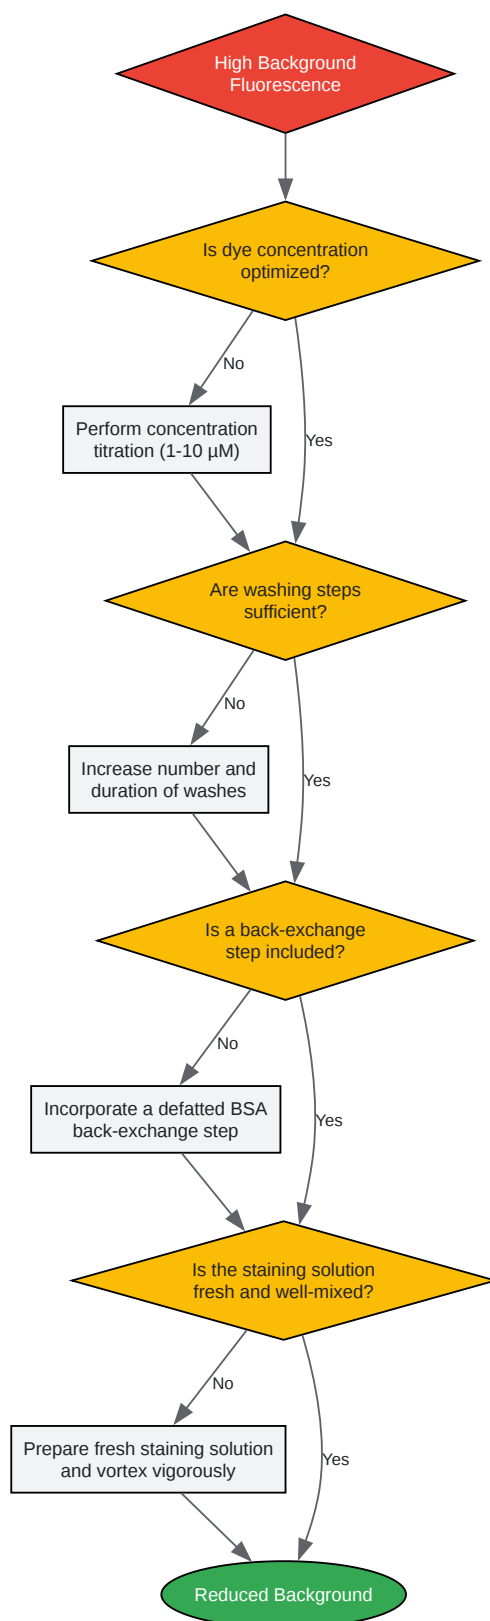 High Background
Fluorescence
Is dye concentration
optimized?
No
Yes
Perform concentration
titration (1-10 µM)
Are washing steps
sufficient?
No
Yes
Increase number and
duration of washes
Is a back-exchange
step included?
No
Yes
Incorporate a defatted BSA
back-exchange step
Is the staining solution
fresh and well-mixed?
No
Yes
Prepare fresh staining solution
and vortex vigorously
Reduced Background